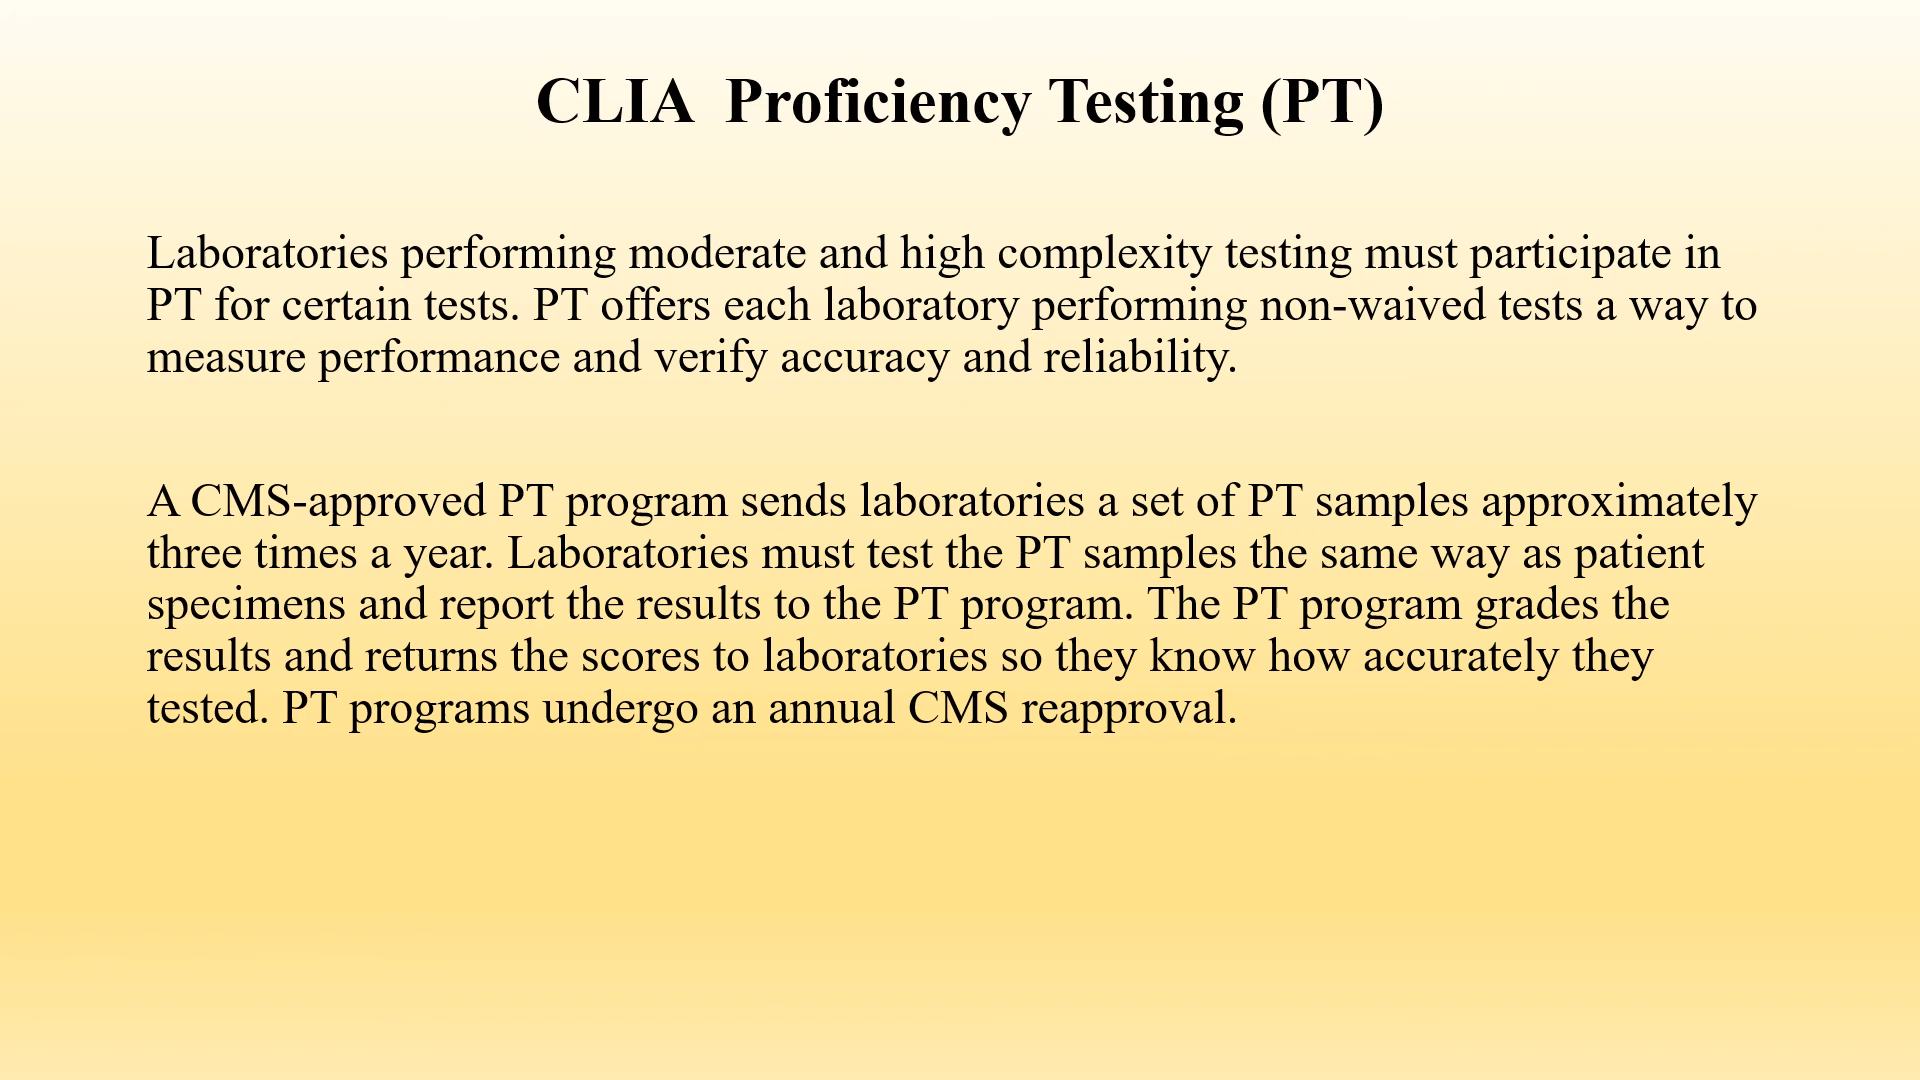 CLIA  Proficiency Testing (PT)
Laboratories performing moderate and high complexity testing must participate in
PT for certain tests. PT offers each laboratory performing non-waived tests a way to
measure performance and verify accuracy and reliability.
A CMS-approved PT program sends laboratories a set of PT samples approximately
three times a year. Laboratories must test the PT samples the same way as patient
specimens and report the results to the PT program. The PT program grades the
results and returns the scores to laboratories so they know how accurately they
tested. PT programs undergo an annual CMS reapproval.